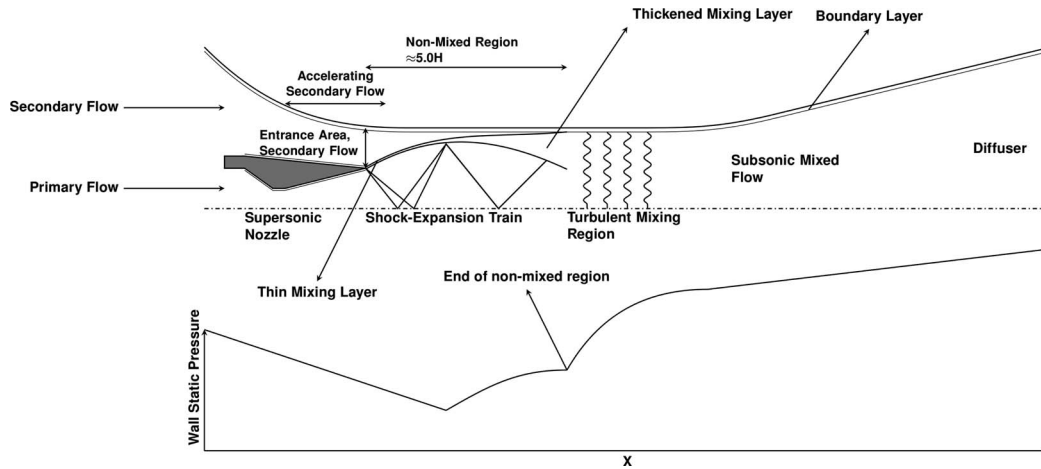 Thickened Mixing Layer
Boundary Layer
Non-Mixed Region
≈5.0H
Accelerating
Secondary Flow
Secondary Flow
Entrance Area,
Secondary Flow
Primary Flow
Subsonic Mixed
Flow
Diffuser
Supersonic
Nozzle
Shock-Expansion Train
Turbulent Mixing
Region
Thin Mixing Layer
End of non-mixed region
Wall Static Pressure
X